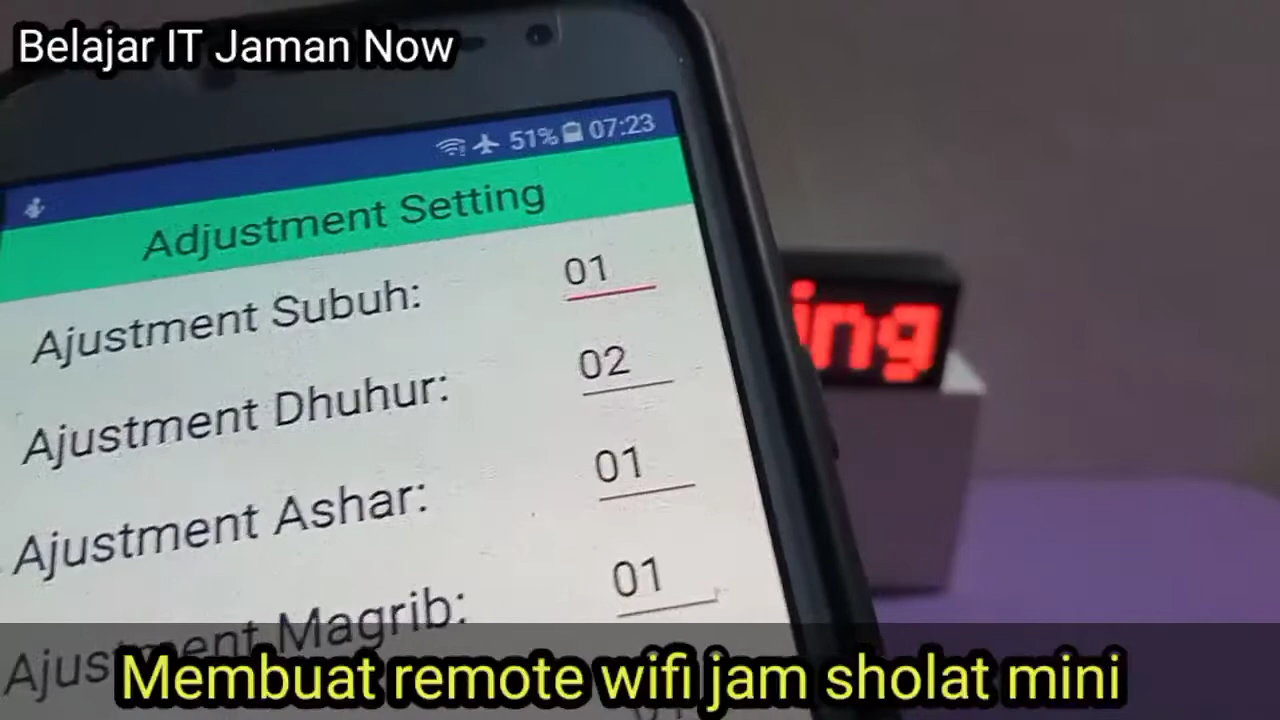 Belajar IT Jaman Now
51% 07:23
Adjustment Setting
Ajustment Subuh: 01
Ajustment Dhuhur: 02
Ajustment Ashar: 01
Ajustment Magrib: 01
ing
Membuat remote wifi jam sholat mini